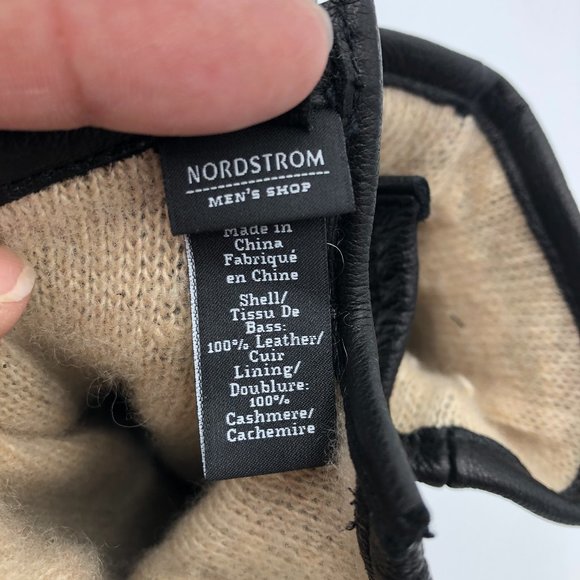 NORDSTROM
MEN'S SHOP
Made in
China
Fabriqué
en Chine
Shell/
Tissu De
Bass:
100% Leather/
Cuir
Lining/
Doublure:
100%
Cashmere/
Cachemire